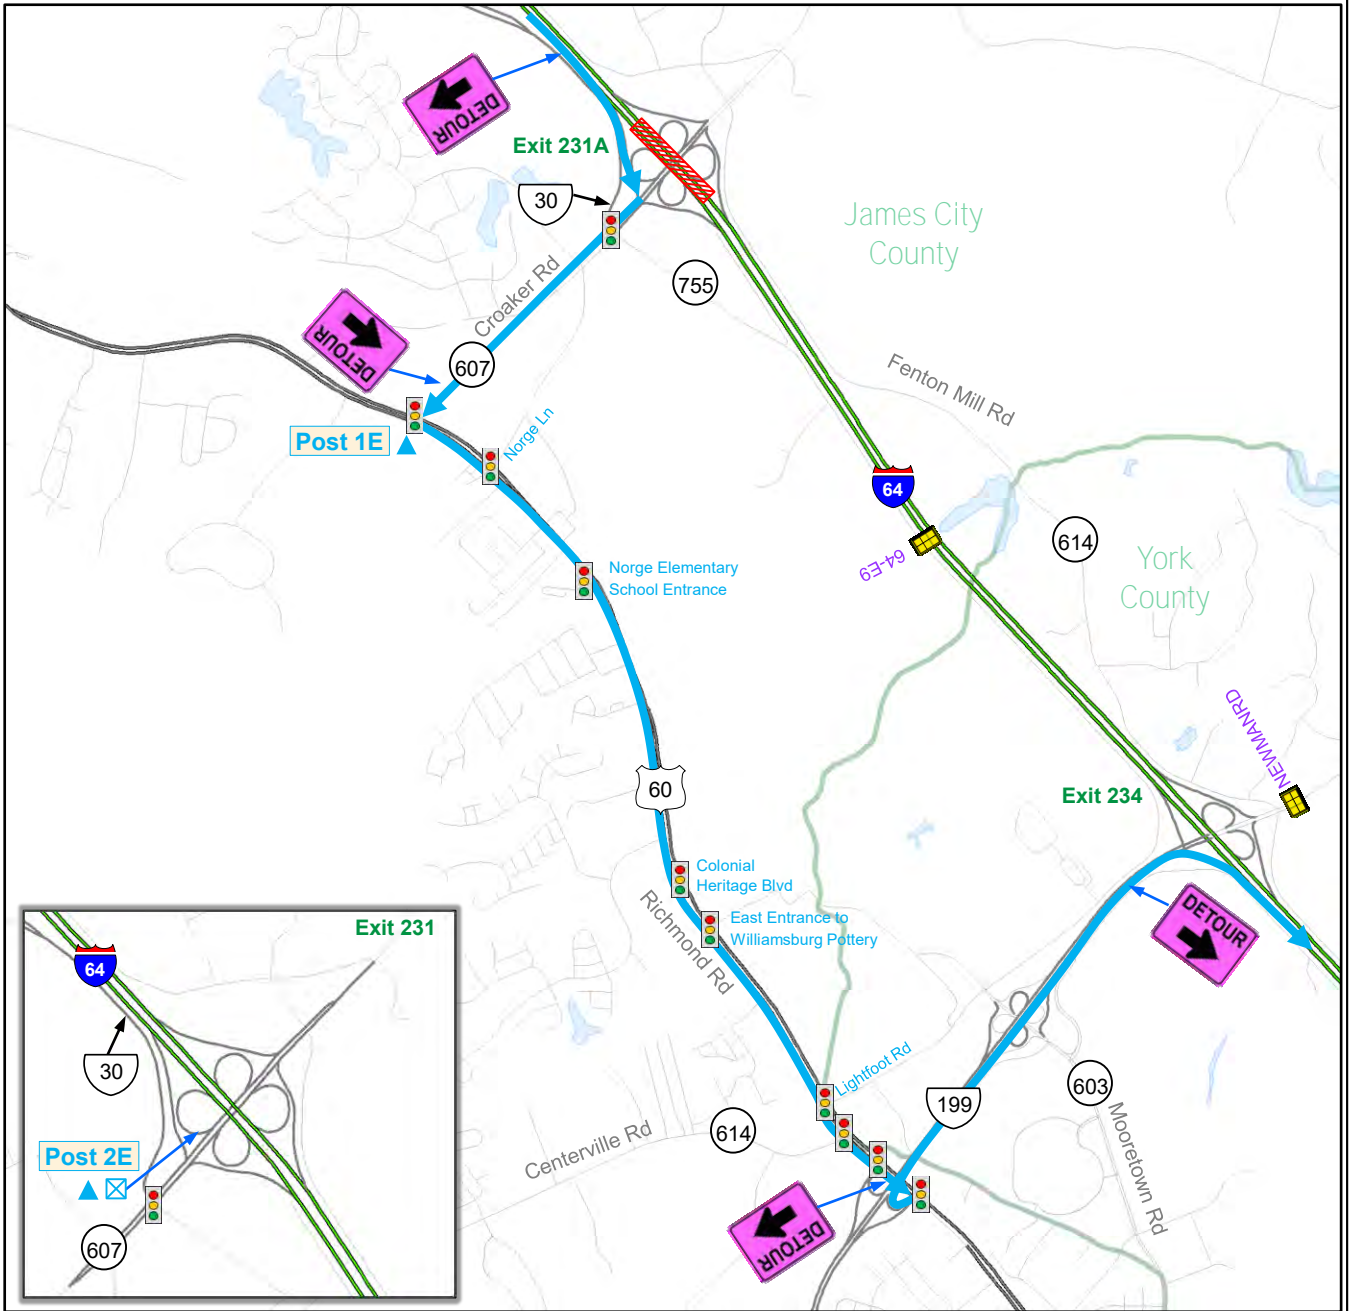 DETOUR
Exit 231A
30
James City
County
755
Croaker Rd
DETOUR
607
Fenton Mill Rd
Post 1E
Norge Ln
64
614
64-E9
York
County
Norge Elementary
School Entrance
NEWMANRD
60
Exit 234
Colonial
Heritage Blvd
Richmond Rd
East Entrance to
Williamsburg Pottery
DETOUR
Exit 231
64
30
Post 2E
607
Lightfoot Rd
199
603
614
Centerville Rd
Mooretown Rd
DETOUR